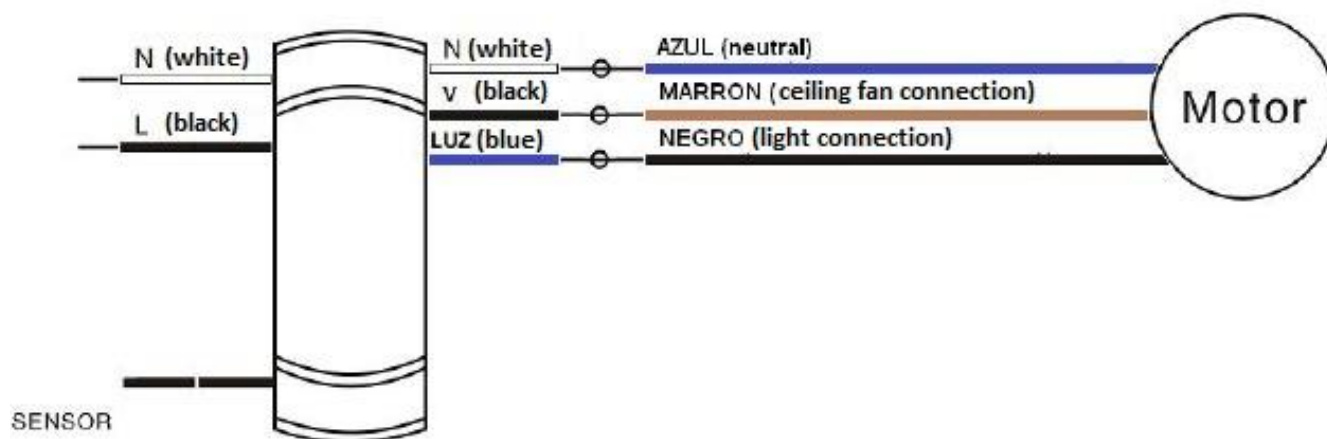 N (white)
L (black)
SENSOR
N (white)
V (black)
LUZ (blue)
AZUL (neutral)
MARRON (ceiling fan connection)
NEGRO (light connection)
Motor